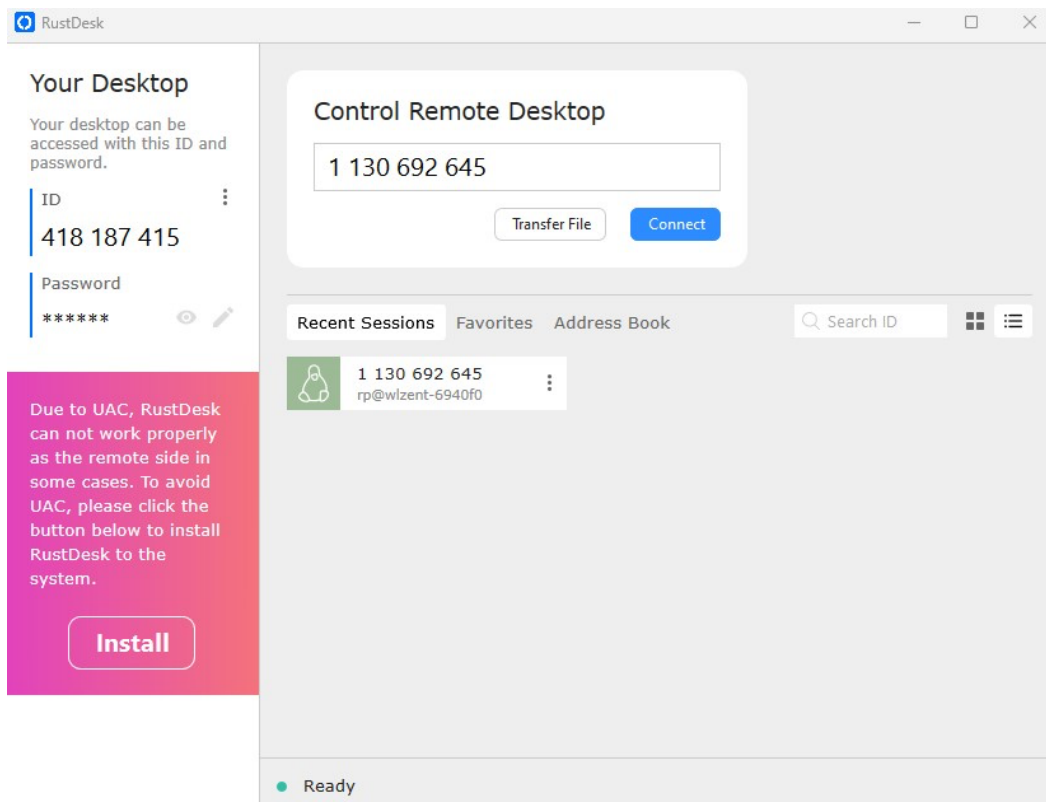 RustDesk
Your Desktop
Your desktop can be
accessed with this ID and
password.
ID
418 187 415
Password
******
Due to UAC, RustDesk
can not work properly
as the remote side in
some cases. To avoid
UAC, please click the
button below to install
RustDesk to the
system.
Install
Control Remote Desktop
1 130 692 645
Transfer File Connect
Recent Sessions Favorites Address Book Search ID
1 130 692 645
rp@wlzent-6940f0
Ready